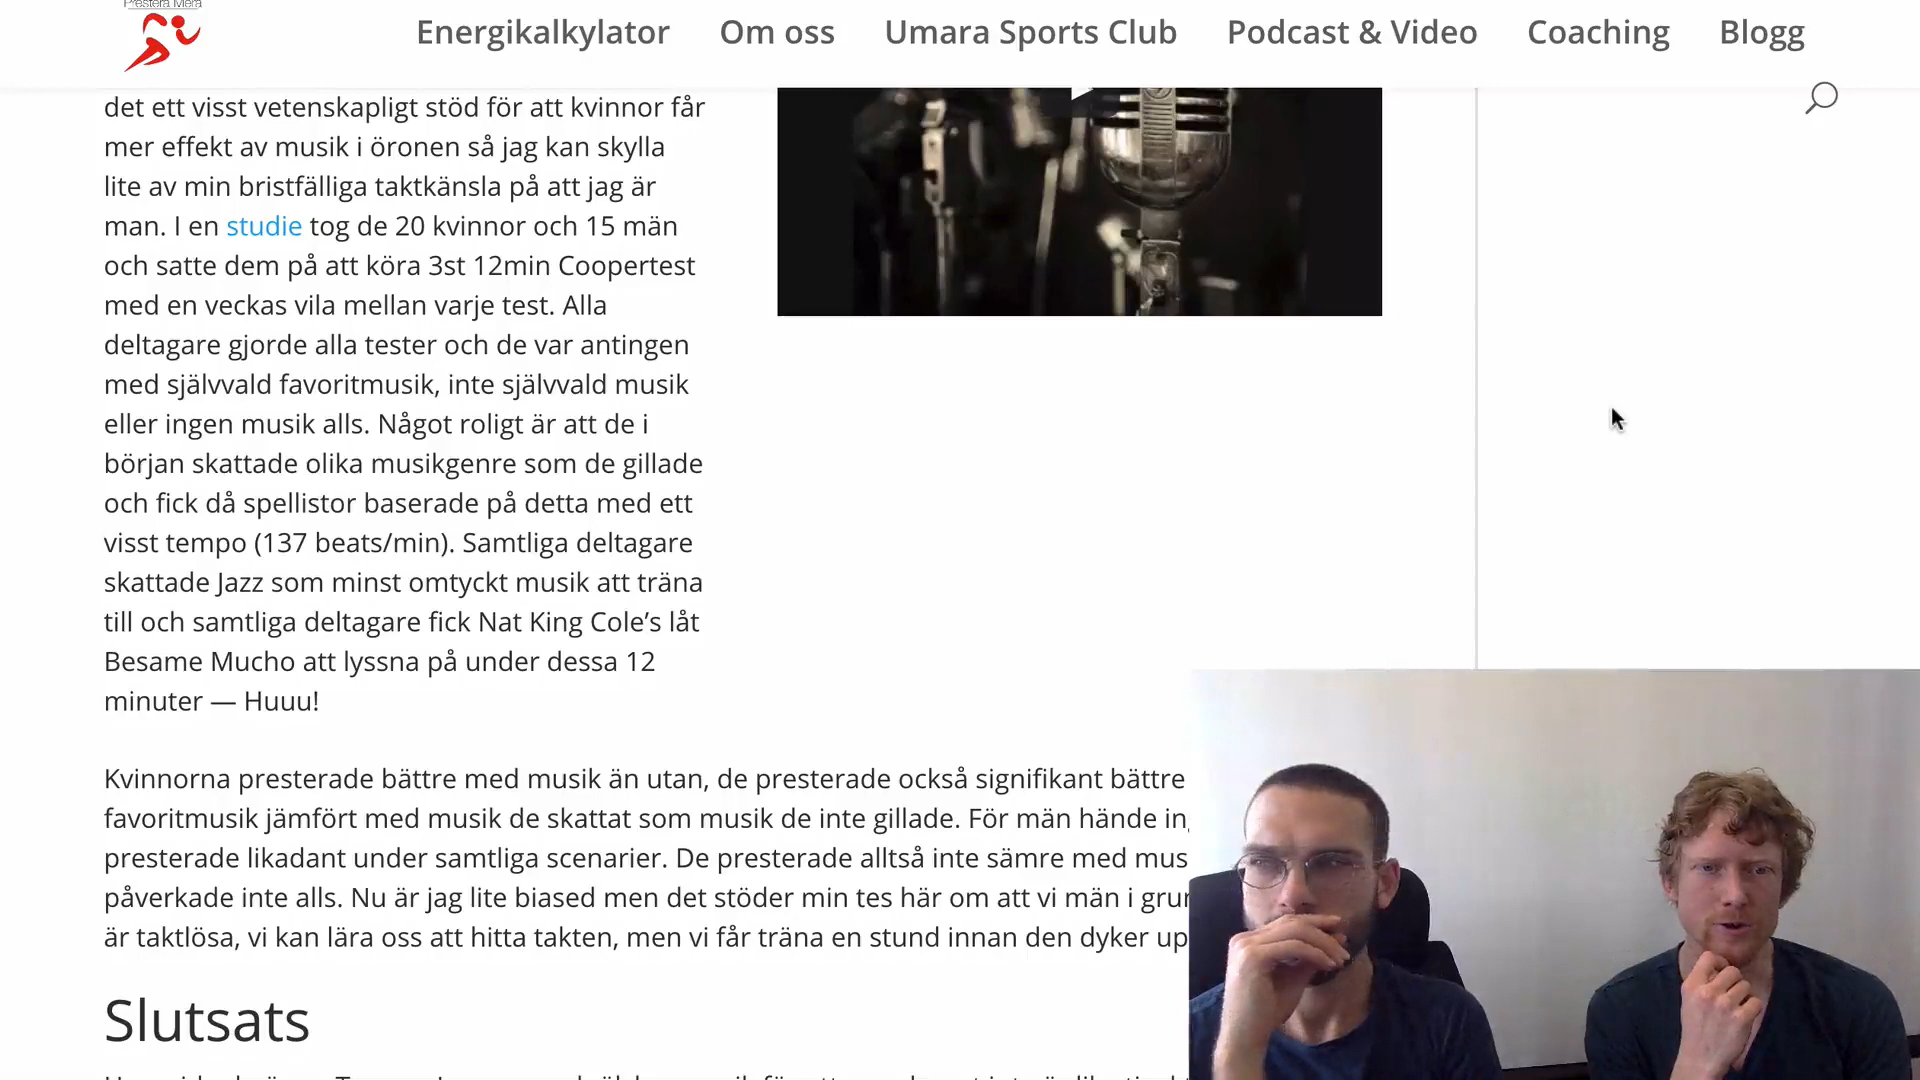 Prestera Mera
Energikalkylator Om oss Umara Sports Club Podcast & Video Coaching Blogg
det ett visst vetenskapligt stöd för att kvinnor får
mer effekt av musik i öronen så jag kan skylla
lite av min bristfälliga taktkänsla på att jag är
man. I en studie tog de 20 kvinnor och 15 män
och satte dem på att köra 3st 12min Coopertest
med en veckas vila mellan varje test. Alla
deltagare gjorde alla tester och de var antingen
med självvald favoritmusik, inte självvald musik
eller ingen musik alls. Något roligt är att de i
början skattade olika musikgenre som de gillade
och fick då spellistor baserade på detta med ett
visst tempo (137 beats/min). Samtliga deltagare
skattade Jazz som minst omtyckt musik att träna
till och samtliga deltagare fick Nat King Cole’s låt
Besame Mucho att lyssna på under dessa 12
minuter — Huuu!
Kvinnorna presterade bättre med musik än utan, de presterade också signifikant bättre
favoritmusik jämfört med musik de skattat som musik de inte gillade. För män hände
presterade likadant under samtliga scenarier. De presterade alltså inte sämre med mus
påverkade inte alls. Nu är jag lite biased men det stöder min tes här om att vi män i
är taktlösa, vi kan lära oss att hitta takten, men vi får träna en stund innan den dyker up
Slutsats